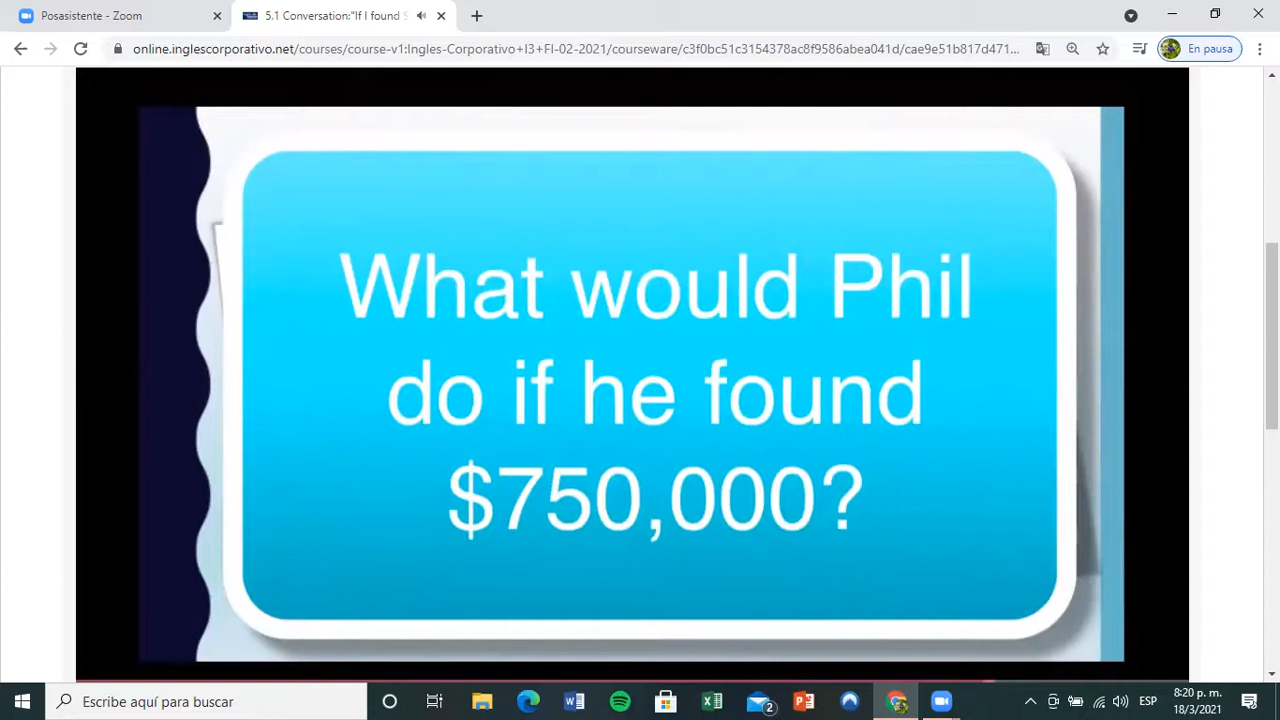 Posasistente - Zoom
5.1 Conversation:"If I found
En pausa
online.inglescorporativo.net/courses/course-v1:Ingles-Corporativo+I3+FI-02-2021/courseware/c3f0bc51c3154378ac8f9586abea041d/cae9e51b817d471...
What would Phil
do if he found
$750,000?
Escribe aquí para buscar
2
ESP
8:20 p. m.
18/3/2021